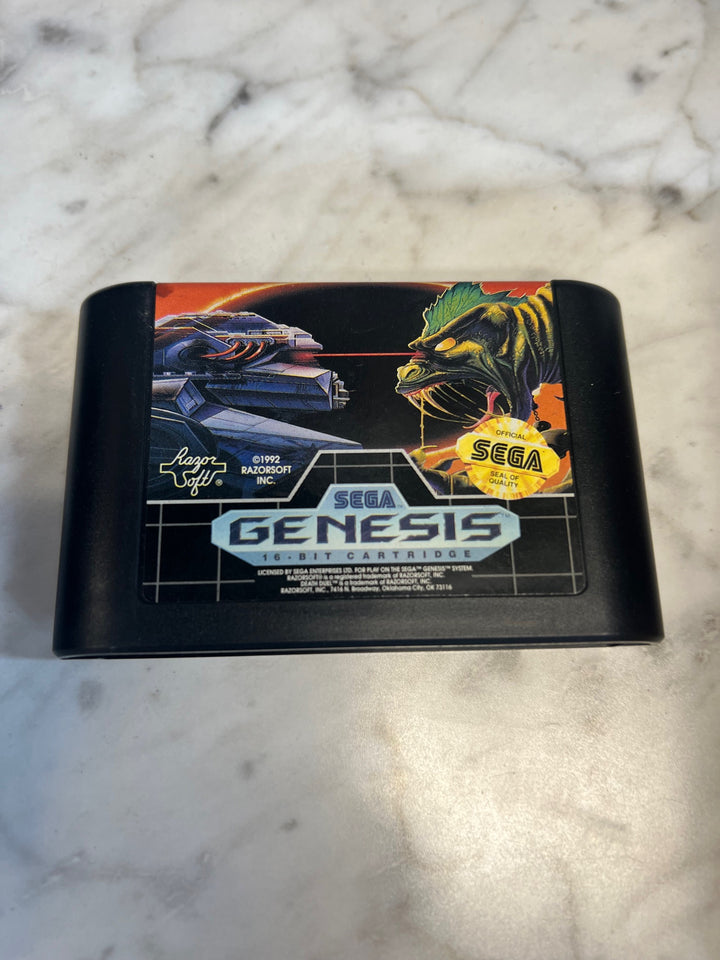 Razor
Soft ®
©1992
RAZORSOFT
INC.
OFFICIAL
SEGA
SEAL OF
QUALITY
SEGA™
GENESIS
16-BIT CARTRIDGE
LICENSED BY SEGA ENTERPRISES LTD. FOR PLAY ON THE SEGA™ GENESIS™ SYSTEM.
RAZORSOFT® is a registered trademark of RAZORSOFT, INC.
DEATH DUEL™ is a trademark of RAZORSOFT, INC.
RAZORSOFT, INC., 7416 N. Broadway, Oklahoma City, OK 73116